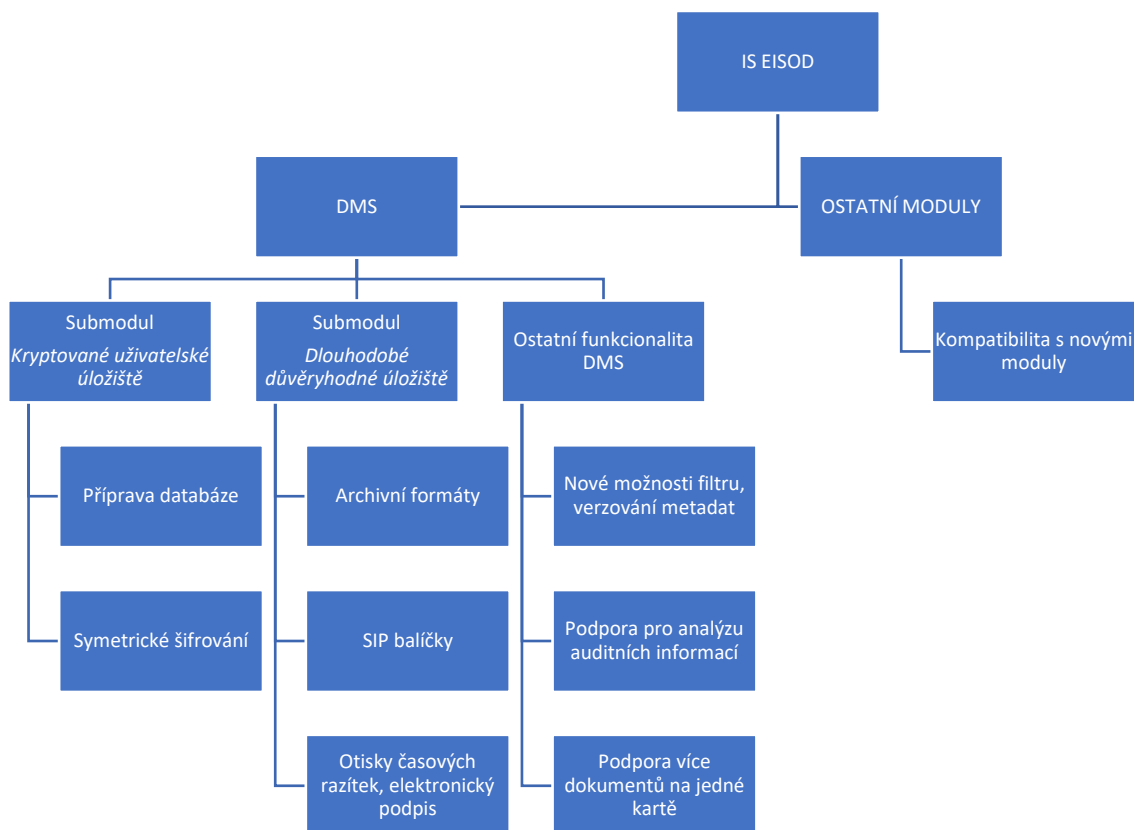 IS EISOD
DMS
OSTATNÍ MODULY
Submodul
Kryptované uživatelské
úložiště
Submodul
Dlouhodobé
důvěryhodné úložiště
Ostatní funkcionalita
DMS
Kompatibilita s novými
moduly
Příprava databáze
Archivní formáty
Nové možnosti filtru,
verzování metadat
Symetrické šifrování
SIP balíčky
Podpora pro analýzu
auditních informací
Otisky časových
razítek, elektronický
podpis
Podpora více
dokumentů na jedné
kartě